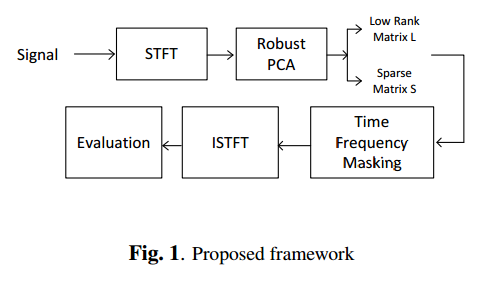 Signal
STFT
Robust
PCA
Low Rank
Matrix L
Sparse
Matrix S
Evaluation
ISTFT
Time
Frequency
Masking
Fig. 1. Proposed framework